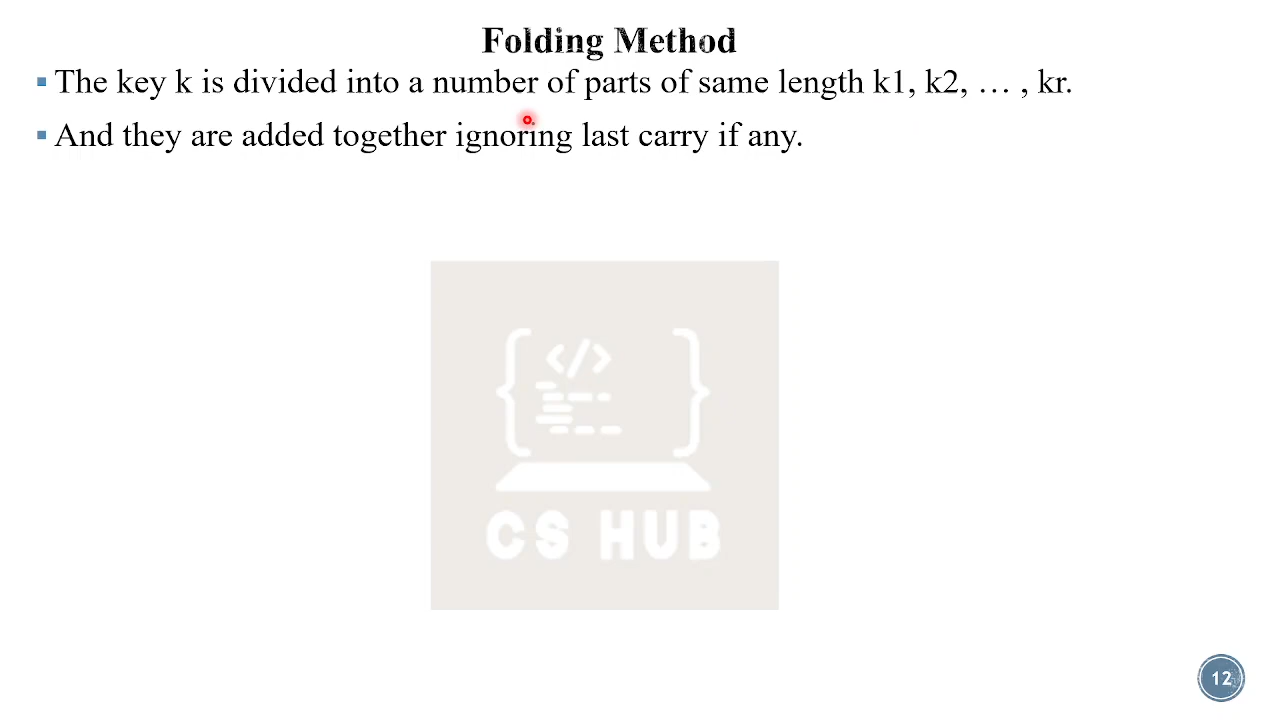 Folding Method
▪ The key k is divided into a number of parts of same length k1, k2, … , kr.
▪ And they are added together ignoring last carry if any.
</>
CS HUB
12